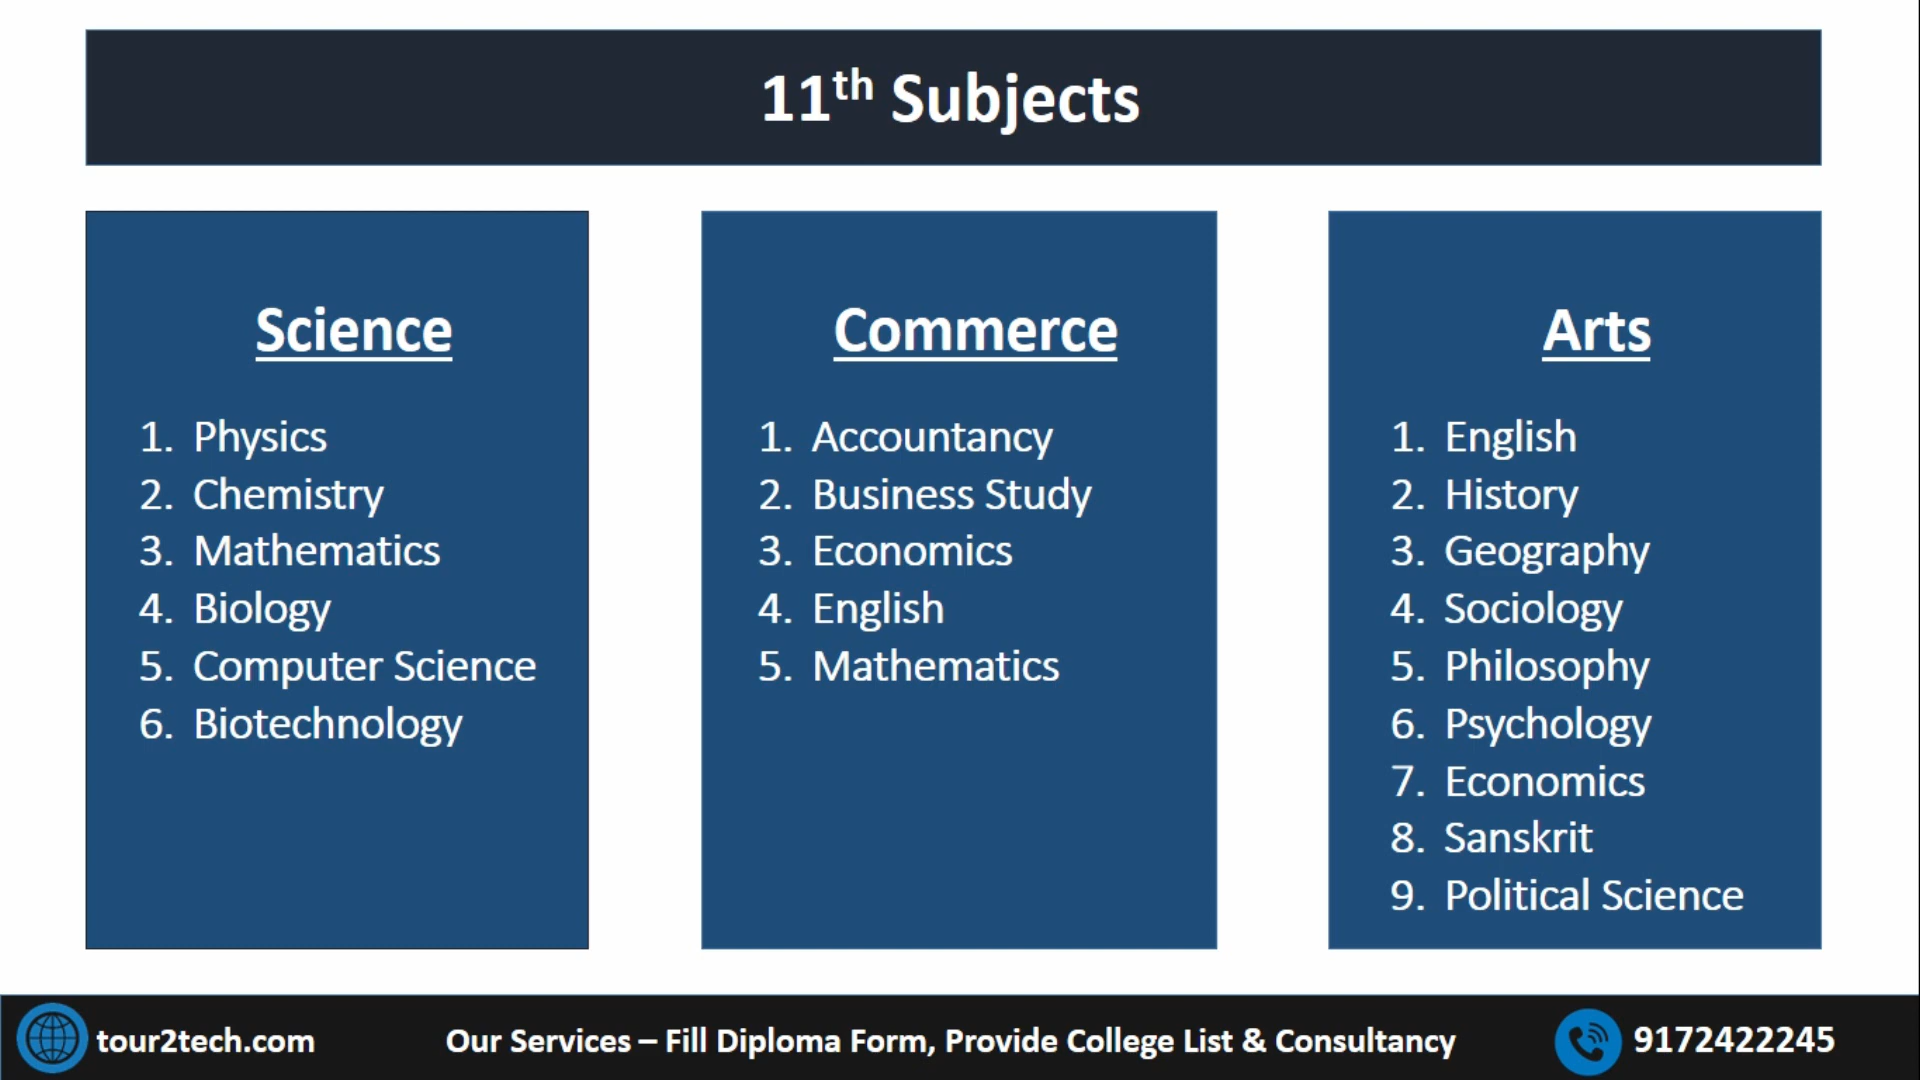 11th Subjects
Science
1. Physics
2. Chemistry
3. Mathematics
4. Biology
5. Computer Science
6. Biotechnology
Commerce
1. Accountancy
2. Business Study
3. Economics
4. English
5. Mathematics
Arts
1. English
2. History
3. Geography
4. Sociology
5. Philosophy
6. Psychology
7. Economics
8. Sanskrit
9. Political Science
tour2tech.com
Our Services – Fill Diploma Form, Provide College List & Consultancy
9172422245